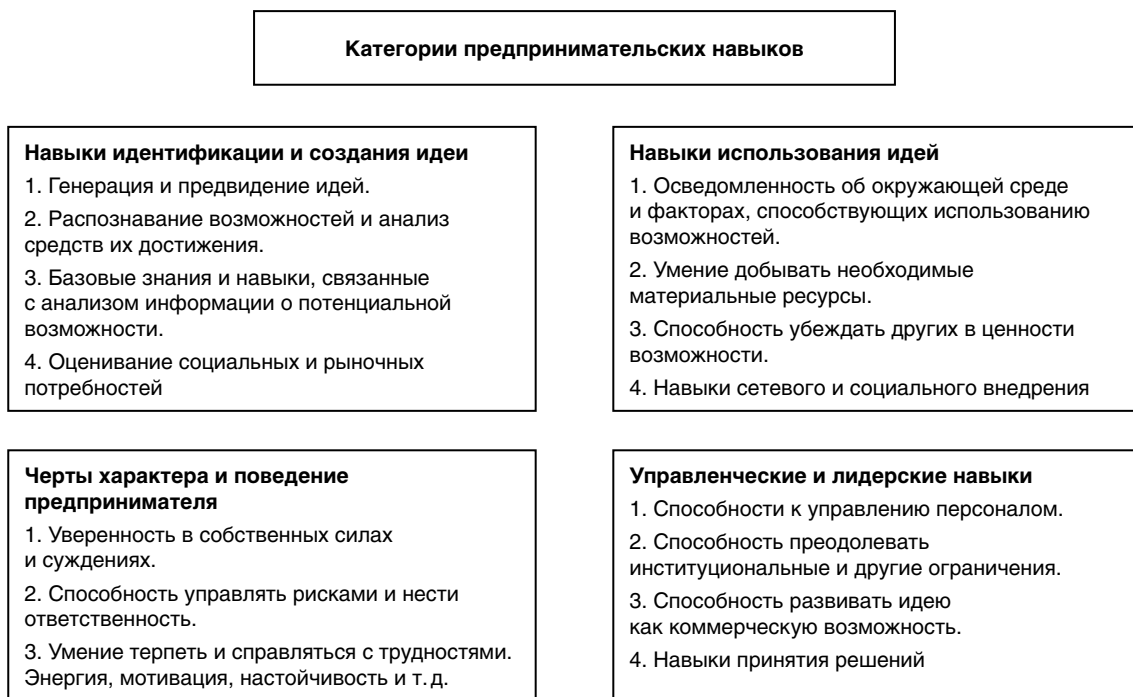 Категории предпринимательских навыков
Навыки идентификации и создания идеи
1. Генерация и предвидение идей.
2. Распознавание возможностей и анализ
средств их достижения.
3. Базовые знания и навыки, связанные
с анализом информации о потенциальной
возможности.
4. Оценивание социальных и рыночных
потребностей
Навыки использования идей
1. Осведомленность об окружающей среде
и факторах, способствующих использованию
возможностей.
2. Умение добывать необходимые
материальные ресурсы.
3. Способность убеждать других в ценности
возможности.
4. Навыки сетевого и социального внедрения
Черты характера и поведение
предпринимателя
1. Уверенность в собственных силах
и суждениях.
2. Способность управлять рисками и нести
ответственность.
3. Умение терпеть и справляться с трудностями.
Энергия, мотивация, настойчивость и т. д.
Управленческие и лидерские навыки
1. Способности к управлению персоналом.
2. Способность преодолевать
институциональные и другие ограничения.
3. Способность развивать идею
как коммерческую возможность.
4. Навыки принятия решений